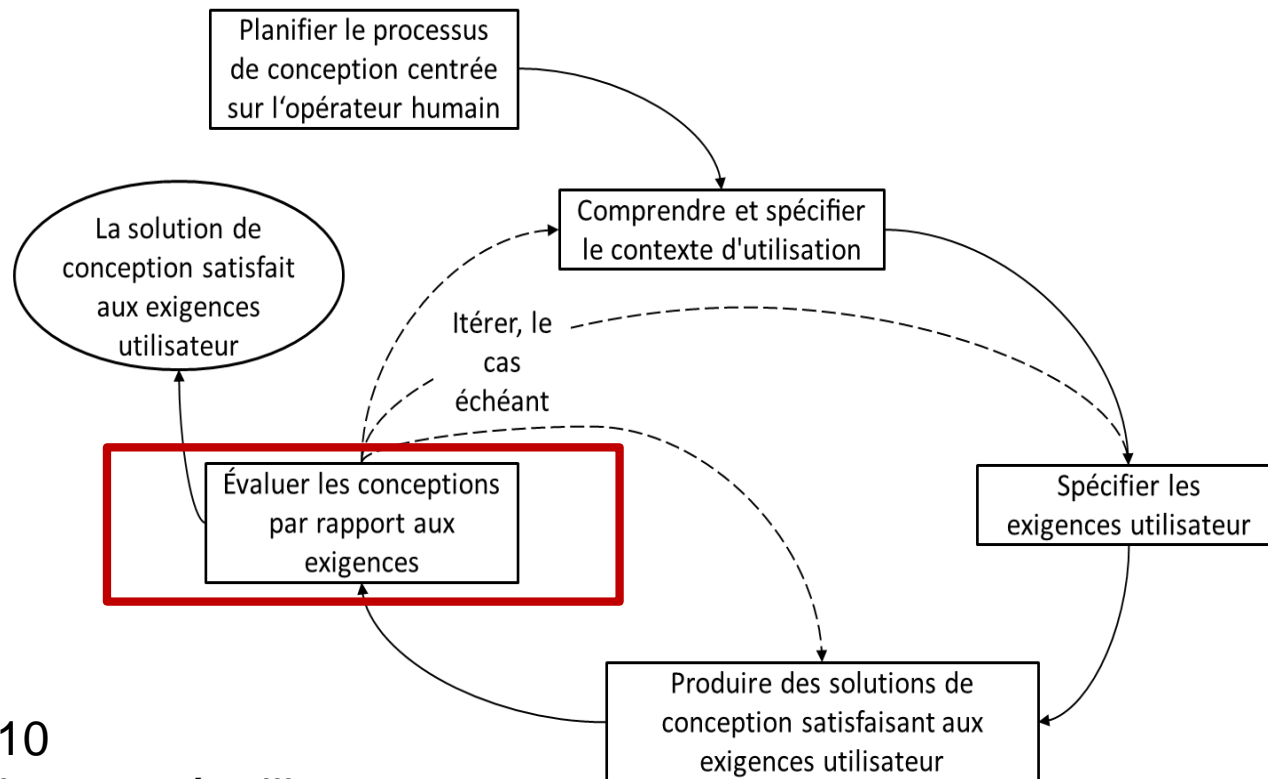 Planifier le processus
de conception centrée
sur l‘opérateur humain
Comprendre et spécifier
le contexte d'utilisation
La solution de
conception satisfait
aux exigences
utilisateur
Itérer, le
cas
échéant
Évaluer les conceptions
par rapport aux
exigences
Spécifier les
exigences utilisateur
Produire des solutions de
conception satisfaisant aux
exigences utilisateur
10